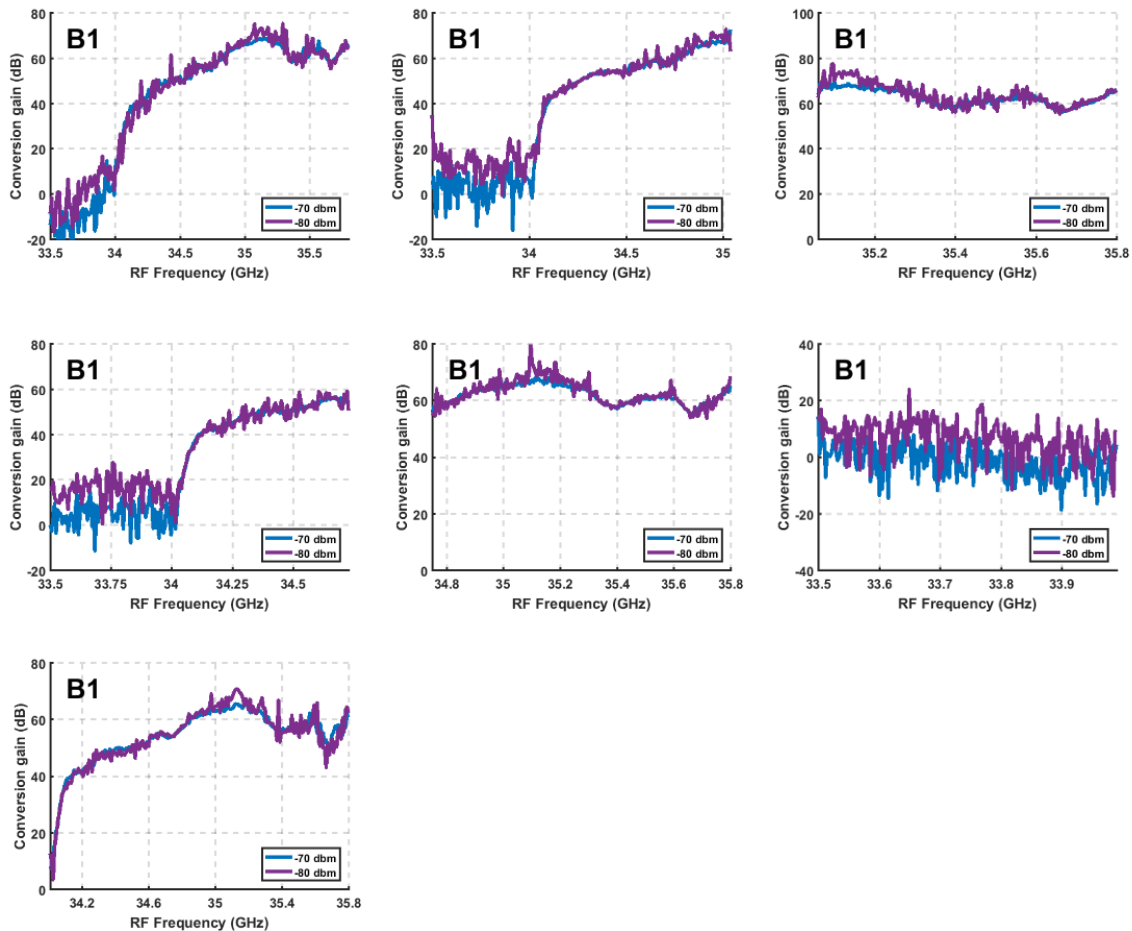 B1
Conversion gain (dB)
80
60
40
20
0
-20
-70 dbm
-80 dbm
33.5 34 34.5 35 35.5
RF Frequency (GHz)
B1
Conversion gain (dB)
80
60
40
20
0
-20
-70 dbm
-80 dbm
33.5 34 34.5 35
RF Frequency (GHz)
B1
Conversion gain (dB)
100
80
60
40
20
0
-70 dbm
-80 dbm
35.2 35.4 35.6 35.8
RF Frequency (GHz)
B1
Conversion gain (dB)
80
60
40
20
0
-20
-70 dbm
-80 dbm
33.5 33.75 34 34.25 34.5
RF Frequency (GHz)
B1
Conversion gain (dB)
80
60
40
20
0
-70 dbm
-80 dbm
34.8 35 35.2 35.4 35.6 35.8
RF Frequency (GHz)
B1
Conversion gain (dB)
40
20
0
-20
-40
-70 dbm
-80 dbm
33.5 33.6 33.7 33.8 33.9
RF Frequency (GHz)
B1
Conversion gain (dB)
80
60
40
20
0
-70 dbm
-80 dbm
34.2 34.6 35 35.4 35.8
RF Frequency (GHz)